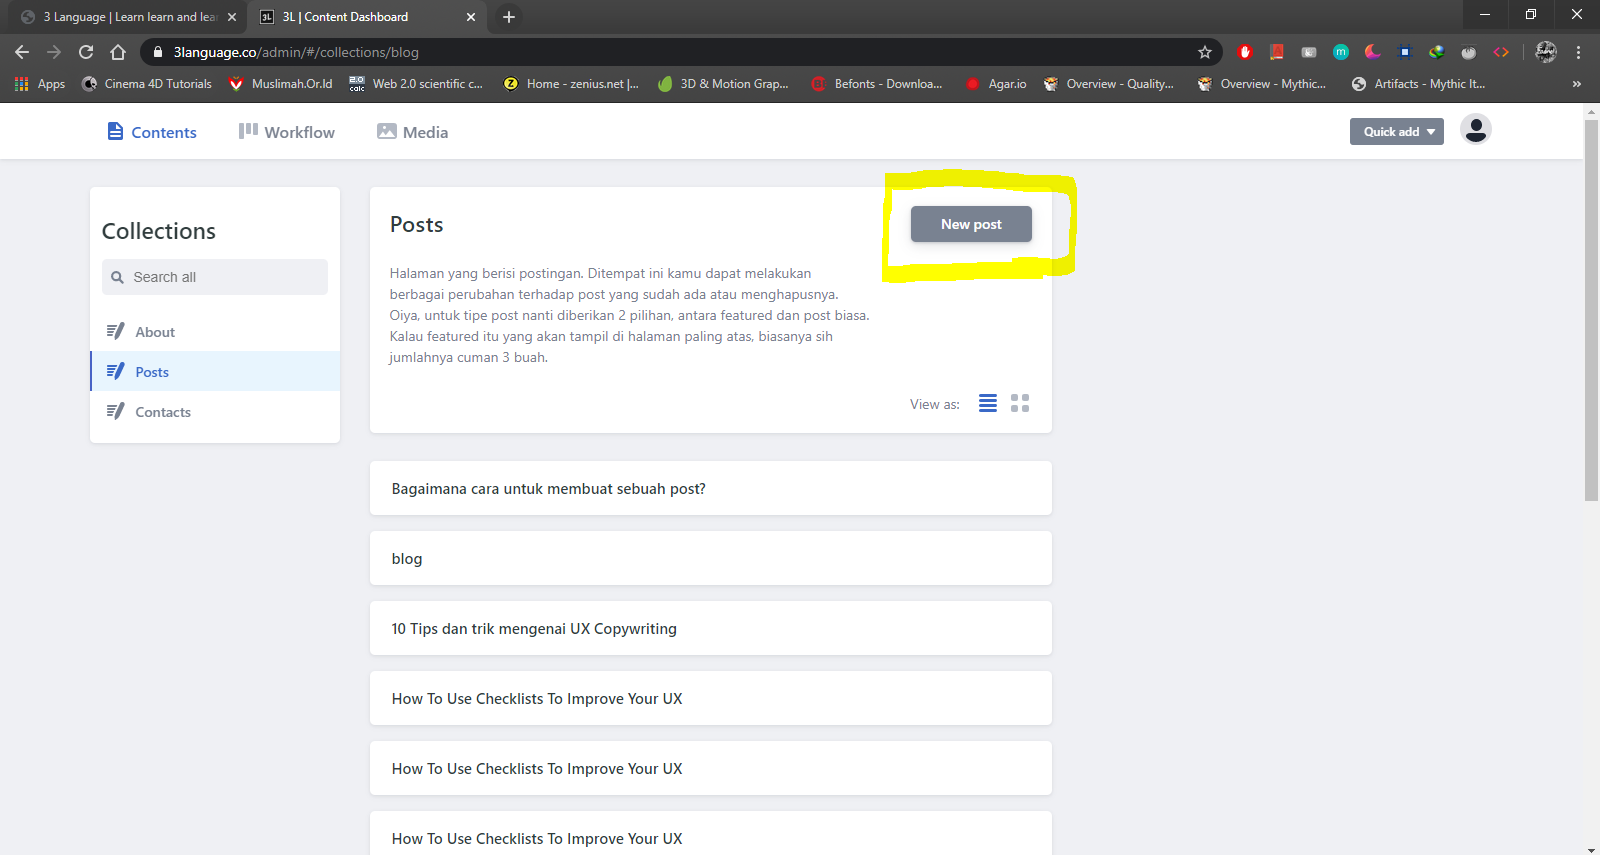 3 Language | Learn learn and lea
3L | Content Dashboard
3language.co/admin/#/collections/blog
Apps
Cinema 4D Tutorials
Muslimah.Or.Id
Web 2.0 scientific c...
Home - zenius.net |...
3D & Motion Grap...
Befonts - Downloa...
Agar.io
Overview - Quality...
Overview - Mythic...
Artifacts - Mythic It...
»
Contents
Workflow
Media
Quick add
Collections
Search all
About
Posts
Contacts
Posts
New post
Halaman yang berisi postingan. Ditempat ini kamu dapat melakukan
berbagai perubahan terhadap post yang sudah ada atau menghapusnya.
Oiya, untuk tipe post nanti diberikan 2 pilihan, antara featured dan post biasa.
Kalau featured itu yang akan tampil di halaman paling atas, biasanya sih
jumlahnya cuman 3 buah.
View as:
Bagaimana cara untuk membuat sebuah post?
blog
10 Tips dan trik mengenai UX Copywriting
How To Use Checklists To Improve Your UX
How To Use Checklists To Improve Your UX
How To Use Checklists To Improve Your UX